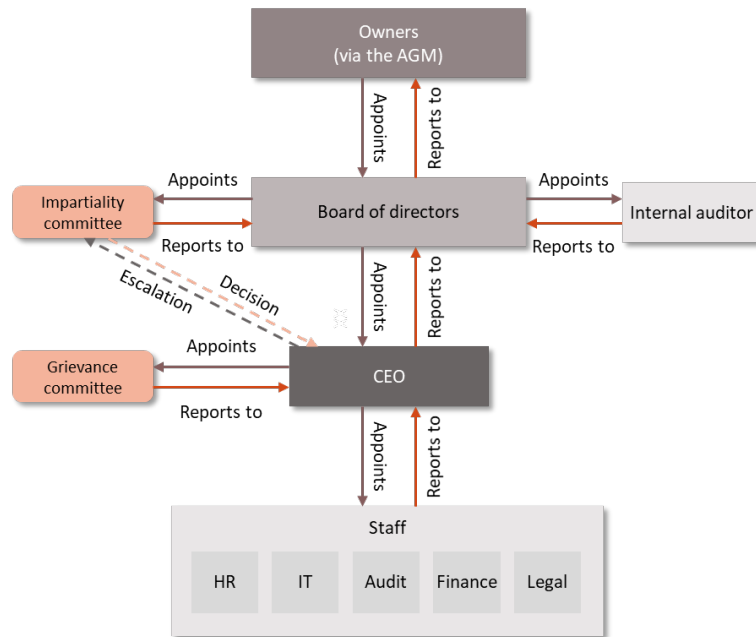 Owners
(via the AGM)
Appoints
Reports to
Appoints
Appoints
Impartiality
committee
Board of directors
Internal auditor
Reports to
Reports to
Decision
Escalation
Appoints
Reports to
Appoints
Grievance
committee
CEO
Reports to
Appoints
Reports to
Staff
HR
IT
Audit
Finance
Legal